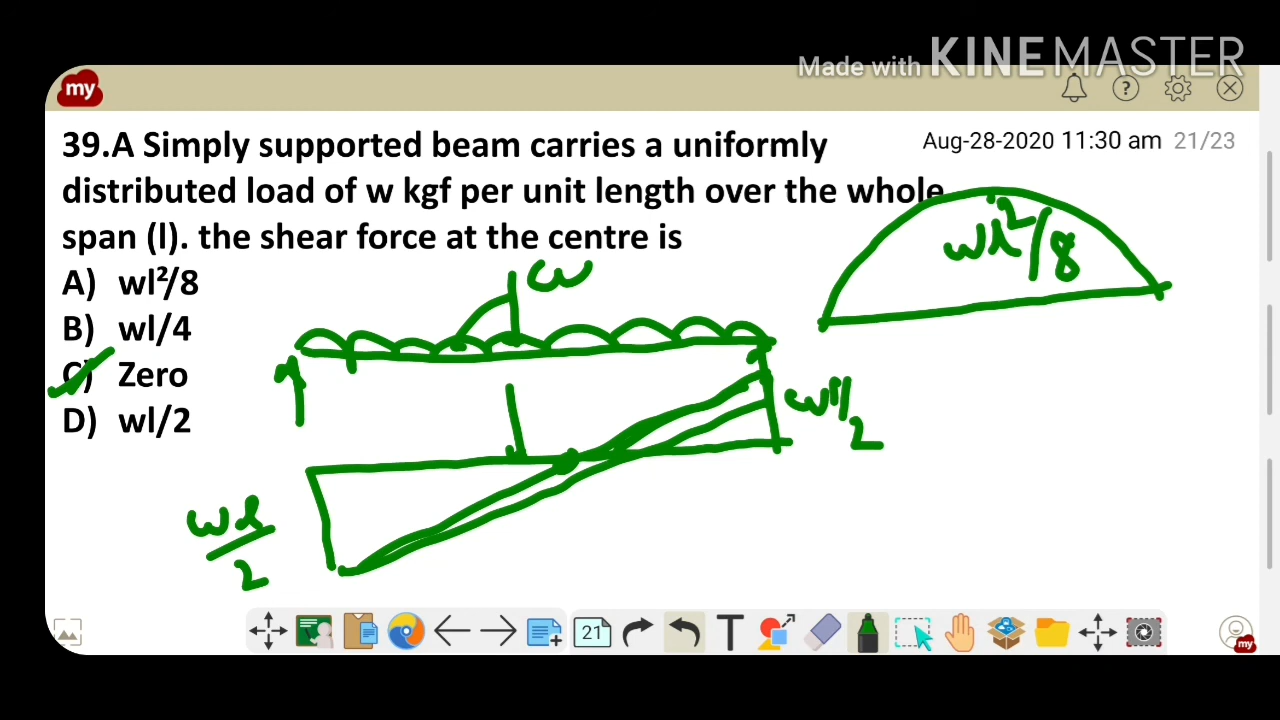 Made with KINEMASTER
my
39.A Simply supported beam carries a uniformly
Aug-28-2020 11:30 am 21/23
distributed load of w kgf per unit length over the whole
span (l). the shear force at the centre is
wl²/8
A) wl²/8
ω
B) wl/4
C) Zero
wl/2
D) wl/2
wl/2
21
T
my